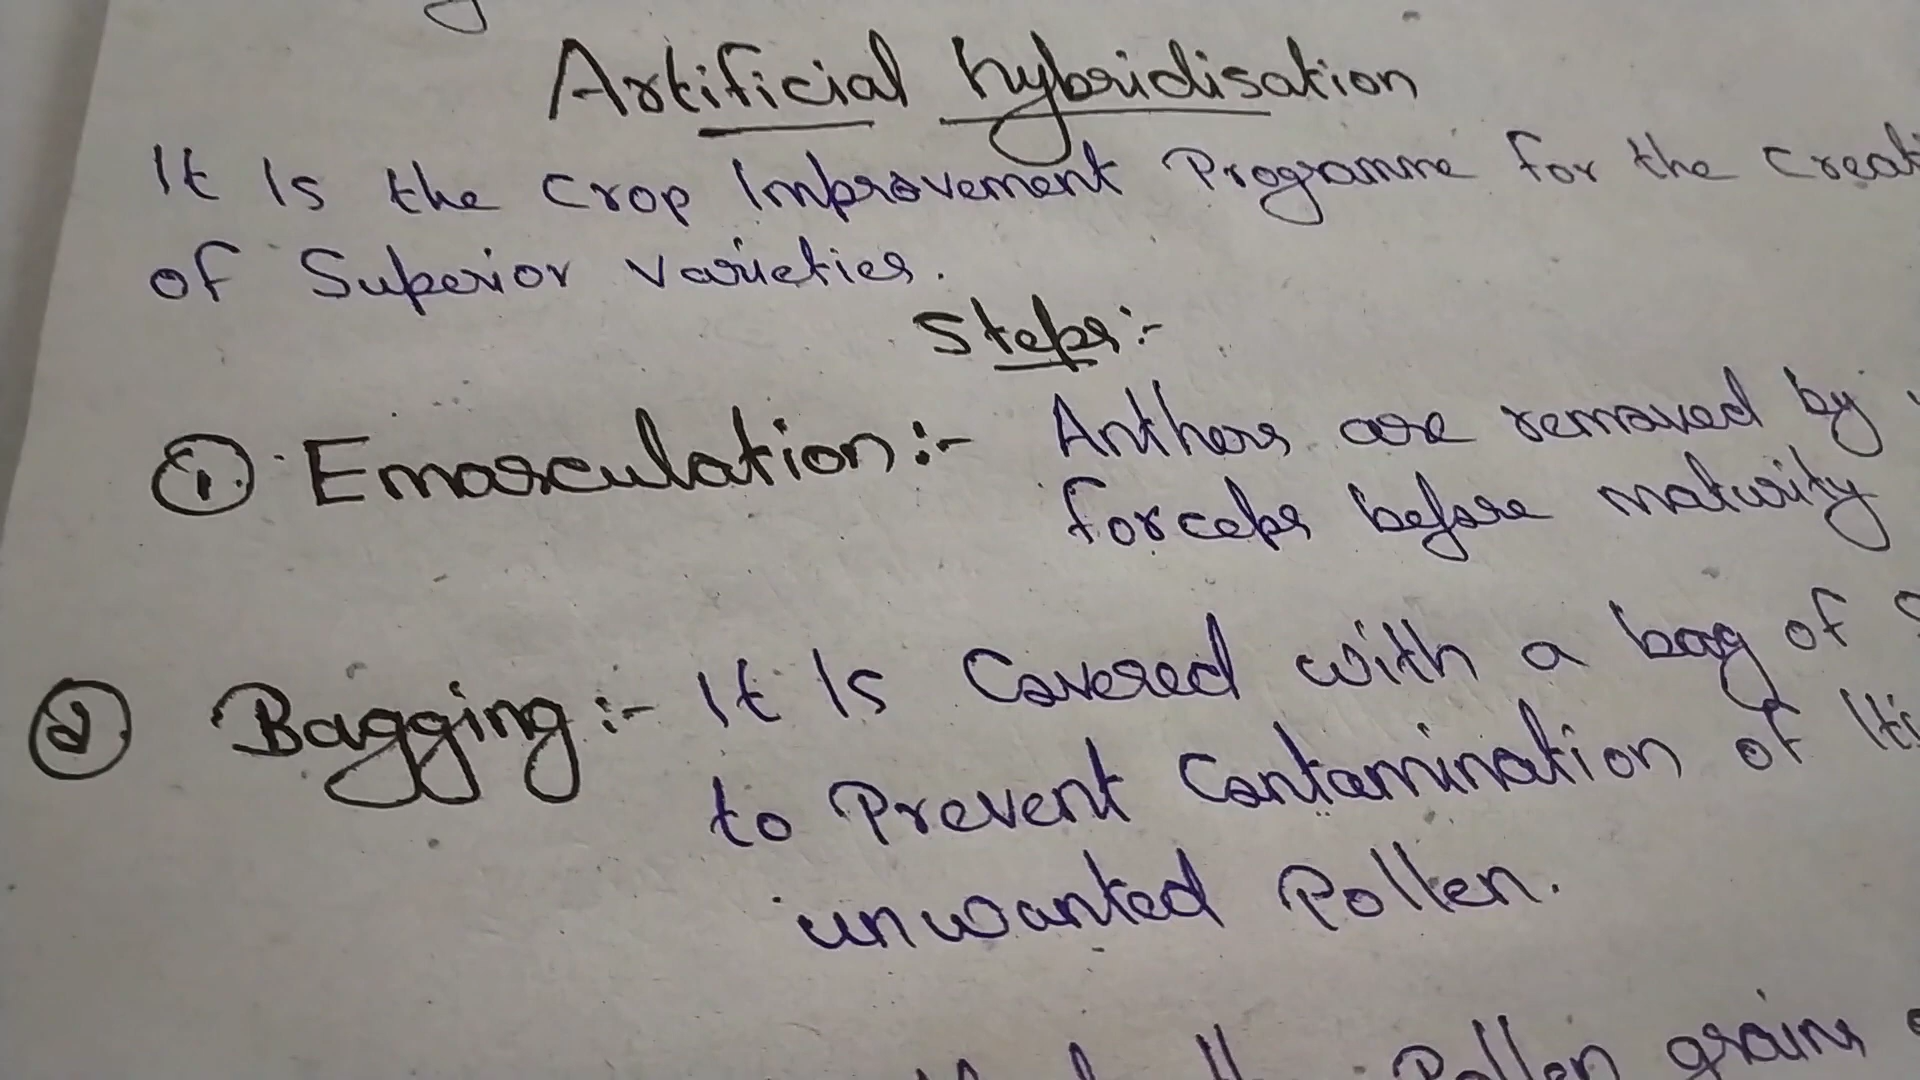 Artificial hybridisation
It Is the Crop Improvement Programme for the Creat
of Superior varieties.
Steps:-
① Emasculation:- Anthers are removed by
forceps before maturity
② Bagging:- It Is Covered with a bag of
to Prevent Contamination of Its
unwanted Pollen.
Pollen grains